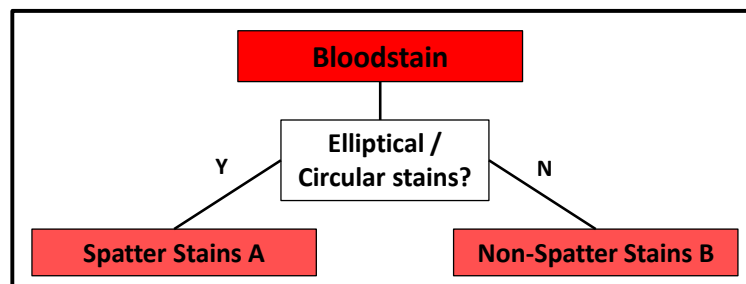 Bloodstain
Elliptical /
Circular stains?
Y
N
Spatter Stains A
Non-Spatter Stains B